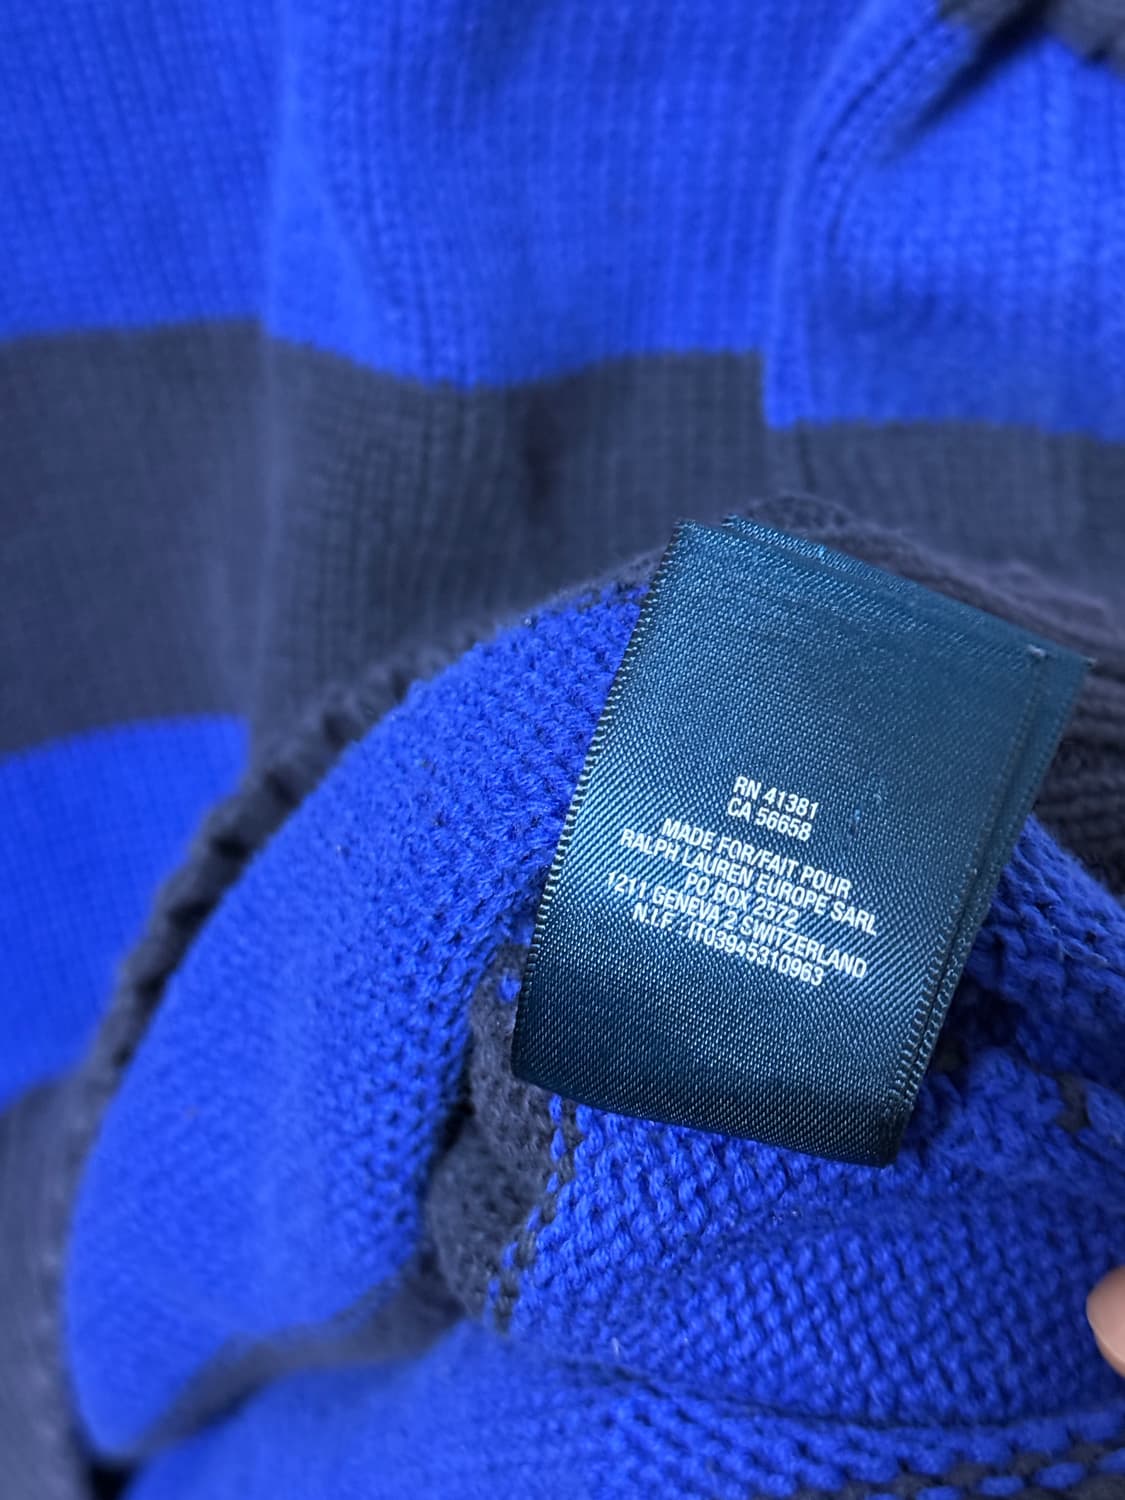 RN 41381
CA 56658
MADE FOR/FAIT POUR
RALPH LAUREN EUROPE SARL
PO BOX 2572
1211 GENEVA 2 SWITZERLAND
N.I.F.: IT03945310963